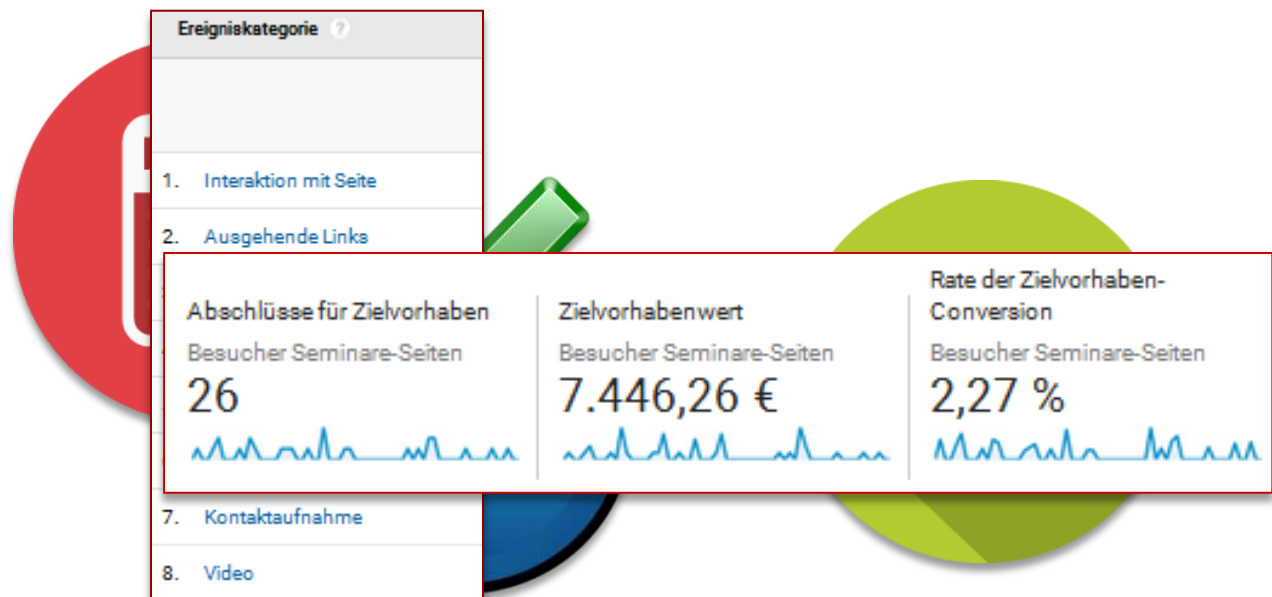 Ereigniskategorie ?
1. Interaktion mit Seite
2. Ausgehende Links
Abschlüsse für Zielvorhaben
Besucher Seminare-Seiten
26
Zielvorhabenwert
Besucher Seminare-Seiten
7.446,26 €
Rate der Zielvorhaben-
Conversion
Besucher Seminare-Seiten
2,27 %
7. Kontaktaufnahme
8. Video